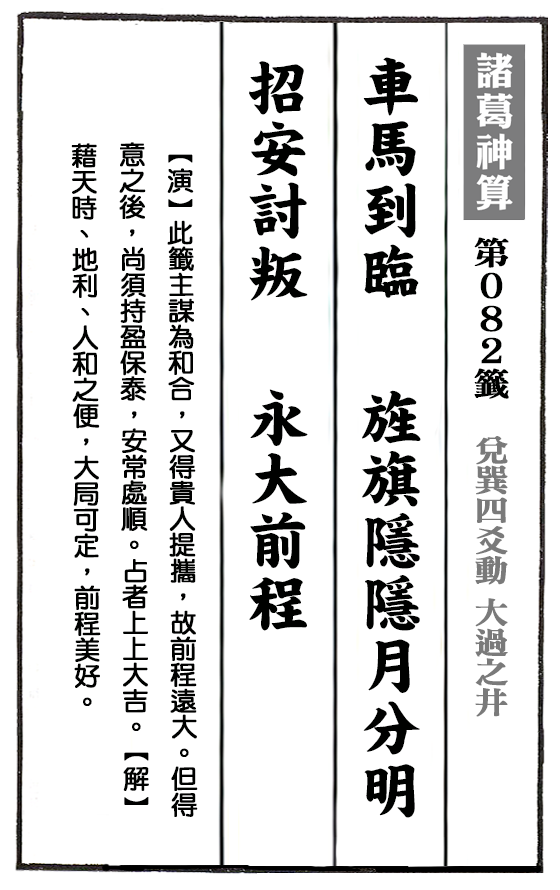 諸葛神算 第082籤 兌巽四爻動 大過之井
車馬到臨 旌旗隱隱月分明
招安討叛 永大前程
【演】此籤主謀為和合，又得貴人提攜，故前程遠大。但得
意之後，尚須持盈保泰，安常處順。占者上上大吉。【解】
藉天時、地利、人和之便，大局可定，前程美好。